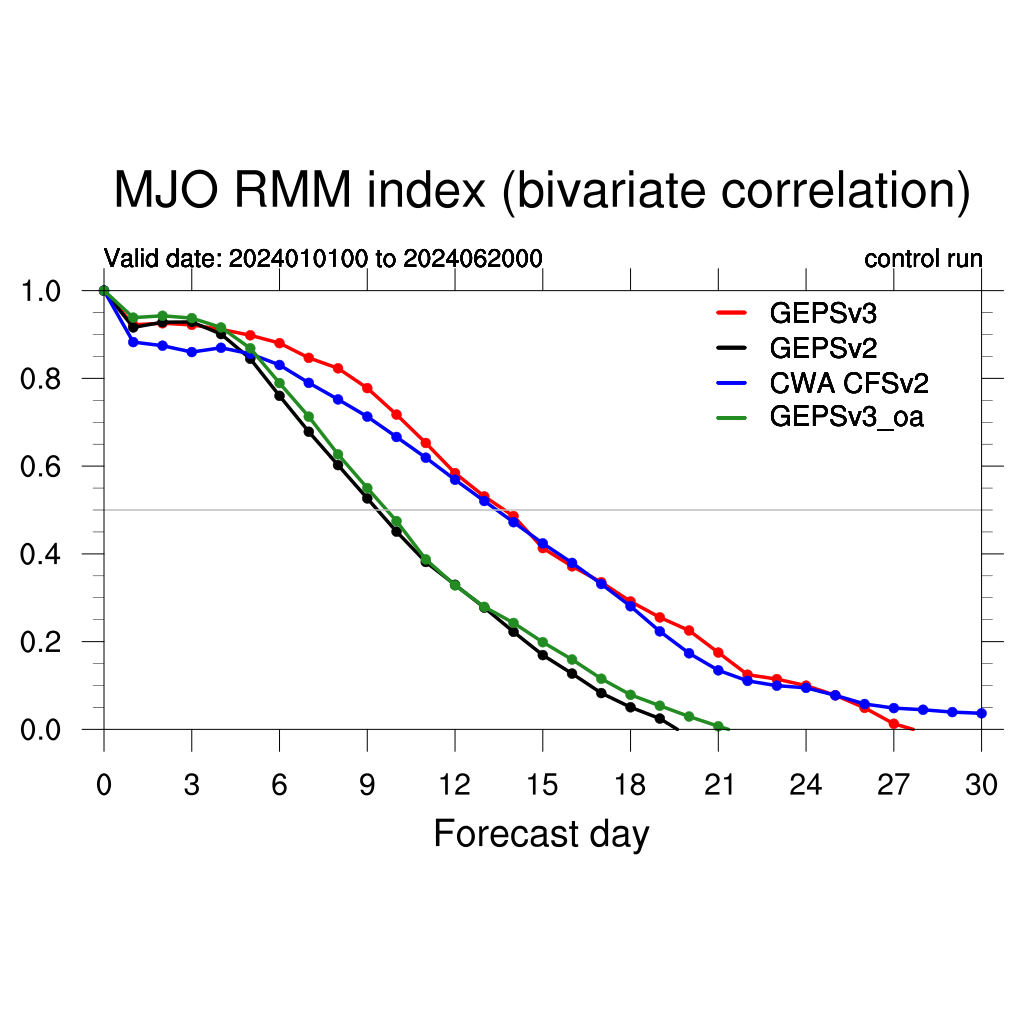 MJO RMM index (bivariate correlation)
Valid date: 2024010100 to 2024062000 control run
1.0
0.8
0.6
0.4
0.2
0.0
GEPSv3
GEPSv2
CWA CFSv2
GEPSv3_oa
0 3 6 9 12 15 18 21 24 27 30
Forecast day